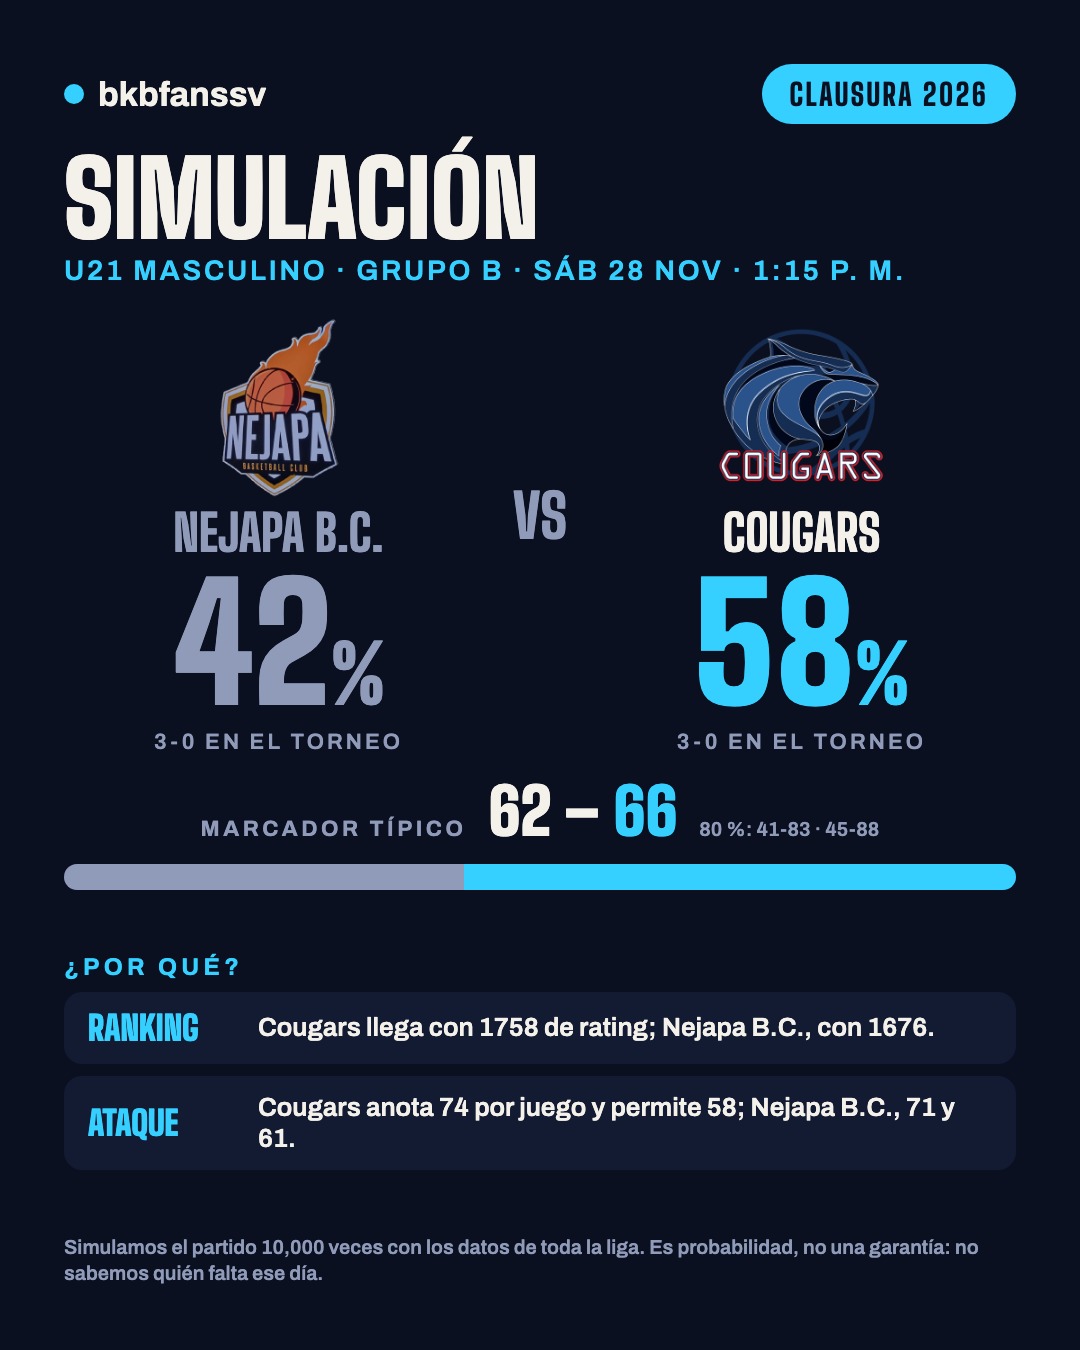 bkbfanssv
CLAUSURA 2026
SIMULACIÓN
U21 MASCULINO · GRUPO B · SÁB 28 NOV · 1:15 P. M.
NEJAPA
BASKETBALL CLUB
COUGARS
NEJAPA B.C.
VS
COUGARS
42%
58%
3-0 EN EL TORNEO
3-0 EN EL TORNEO
MARCADOR TÍPICO 62 – 66 80 %: 41-83 · 45-88
¿POR QUÉ?
RANKING Cougars llega con 1758 de rating; Nejapa B.C., con 1676.
ATAQUE Cougars anota 74 por juego y permite 58; Nejapa B.C., 71 y
61.
Simulamos el partido 10,000 veces con los datos de toda la liga. Es probabilidad, no una garantía: no
sabemos quién falta ese día.